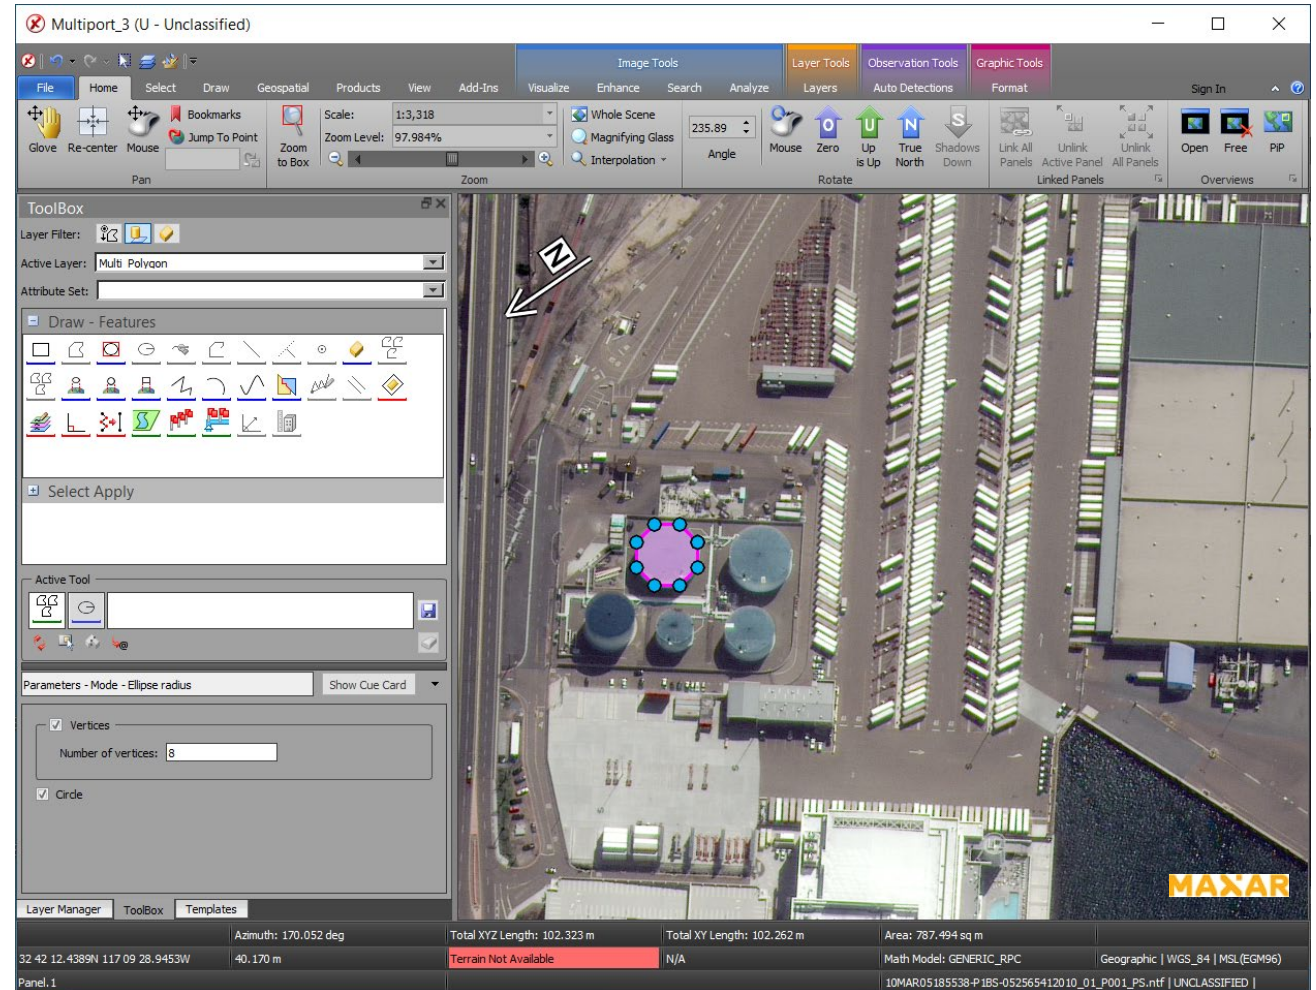 Multiport_3 (U - Unclassified)
Image Tools
Layer Tools
Observation Tools
Graphic Tools
File
Home
Select
Draw
Geospatial
Products
View
Add-Ins
Visualize
Enhance
Search
Analyze
Layers
Auto Detections
Format
Sign In
Glove
Re-center
Mouse
Bookmarks
Jump To Point
Pan
Zoom to Box
Scale: 1:3,318
Zoom Level: 97.984%
Zoom
Whole Scene
Magnifying Glass
Interpolation
235.89
Angle
Mouse
Zero
Up is Up
True North
Shadows Down
Rotate
Link All Panels
Unlink Active Panel
Unlink All Panels
Linked Panels
Open
Free
PiP
Overviews
ToolBox
Layer Filter:
Active Layer: Multi Polygon
Attribute Set:
Draw - Features
Select Apply
Active Tool
Parameters - Mode - Ellipse radius
Show Cue Card
Vertices
Number of vertices: 8
Circle
N
MAXAR
Layer Manager
ToolBox
Templates
Azimuth: 170.052 deg
Total XYZ Length: 102.323 m
Total XY Length: 102.262 m
Area: 787.494 sq m
32 42 12.4389N 117 09 28.9453W
40.170 m
Terrain Not Available
N/A
Math Model: GENERIC_RPC
Geographic | WGS_84 | MSL(EGM96)
Panel.1
10MAR05185538-P1BS-052565412010_01_P001_PS.ntf | UNCLASSIFIED |